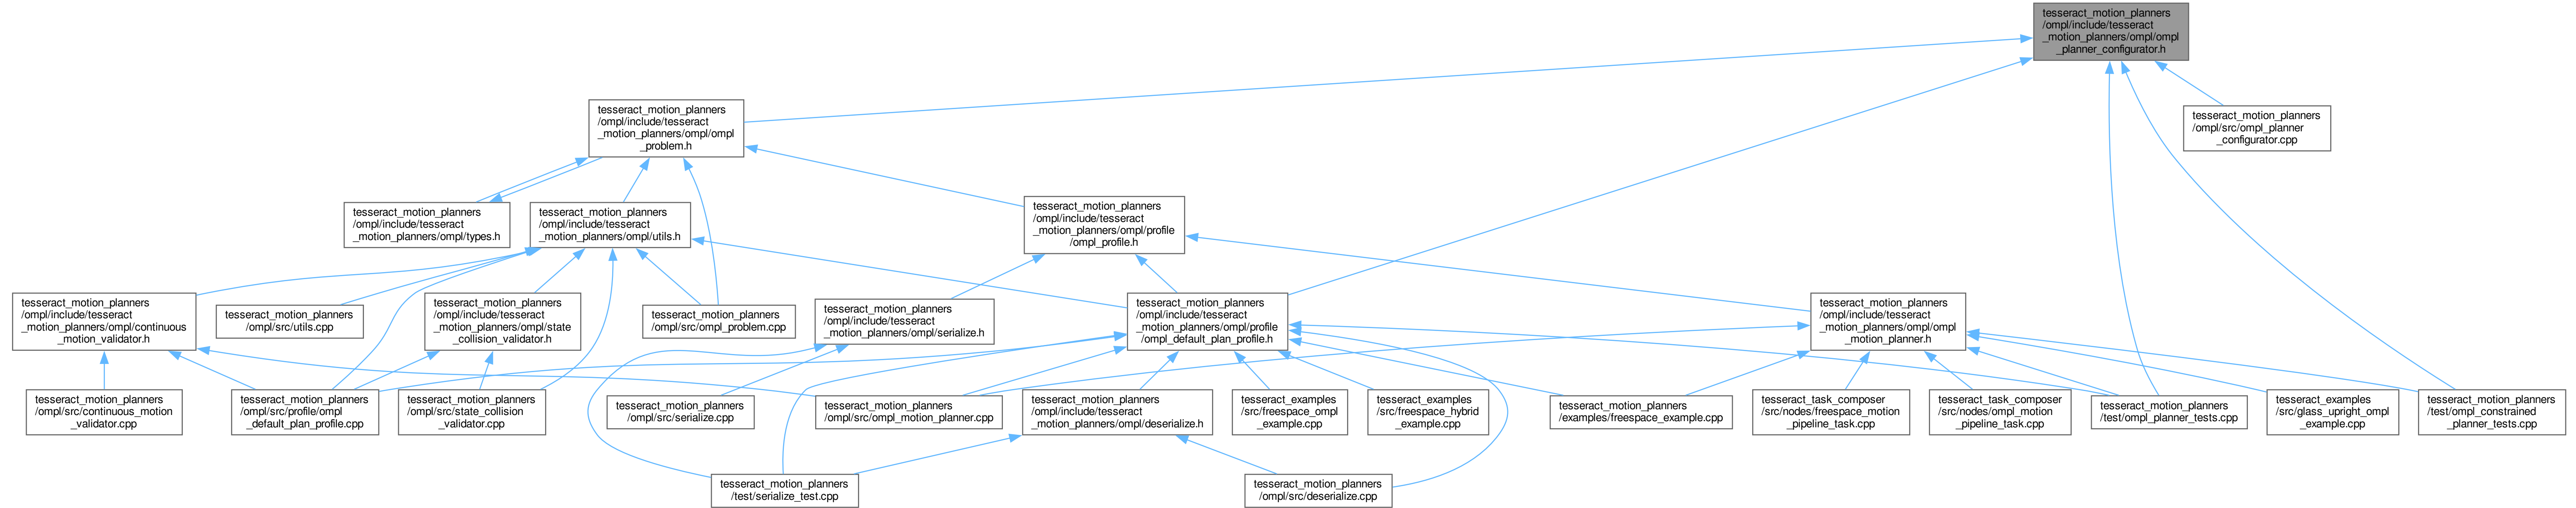 tesseract_motion_planners
/ompl/include/tesseract
_motion_planners/ompl/ompl
_planner_configurator.h
tesseract_motion_planners
/ompl/include/tesseract
_motion_planners/ompl/ompl
_problem.h
tesseract_motion_planners
/ompl/src/ompl_planner
_configurator.cpp
tesseract_motion_planners
/ompl/include/tesseract
_motion_planners/ompl/types.h
tesseract_motion_planners
/ompl/include/tesseract
_motion_planners/ompl/utils.h
tesseract_motion_planners
/ompl/include/tesseract
_motion_planners/ompl/profile
/ompl_profile.h
tesseract_motion_planners
/ompl/include/tesseract
_motion_planners/ompl/continuous
_motion_validator.h
tesseract_motion_planners
/ompl/src/utils.cpp
tesseract_motion_planners
/ompl/include/tesseract
_motion_planners/ompl/state
_collision_validator.h
tesseract_motion_planners
/ompl/src/ompl_problem.cpp
tesseract_motion_planners
/ompl/include/tesseract
_motion_planners/ompl/serialize.h
tesseract_motion_planners
/ompl/include/tesseract
_motion_planners/ompl/profile
/ompl_default_plan_profile.h
tesseract_motion_planners
/ompl/include/tesseract
_motion_planners/ompl/ompl
_motion_planner.h
tesseract_motion_planners
/ompl/src/continuous_motion
_validator.cpp
tesseract_motion_planners
/ompl/src/profile/ompl
_default_plan_profile.cpp
tesseract_motion_planners
/ompl/src/state_collision
_validator.cpp
tesseract_motion_planners
/ompl/src/serialize.cpp
tesseract_motion_planners
/ompl/src/ompl_motion_planner.cpp
tesseract_motion_planners
/ompl/include/tesseract
_motion_planners/ompl/deserialize.h
tesseract_examples
/src/freespace_ompl
_example.cpp
tesseract_examples
/src/freespace_hybrid
_example.cpp
tesseract_motion_planners
/examples/freespace_example.cpp
tesseract_task_composer
/src/nodes/freespace_motion
_pipeline_task.cpp
tesseract_task_composer
/src/nodes/ompl_motion
_pipeline_task.cpp
tesseract_motion_planners
/test/ompl_planner_tests.cpp
tesseract_examples
/src/glass_upright_ompl
_example.cpp
tesseract_motion_planners
/test/ompl_constrained
_planner_tests.cpp
tesseract_motion_planners
/test/serialize_test.cpp
tesseract_motion_planners
/ompl/src/deserialize.cpp